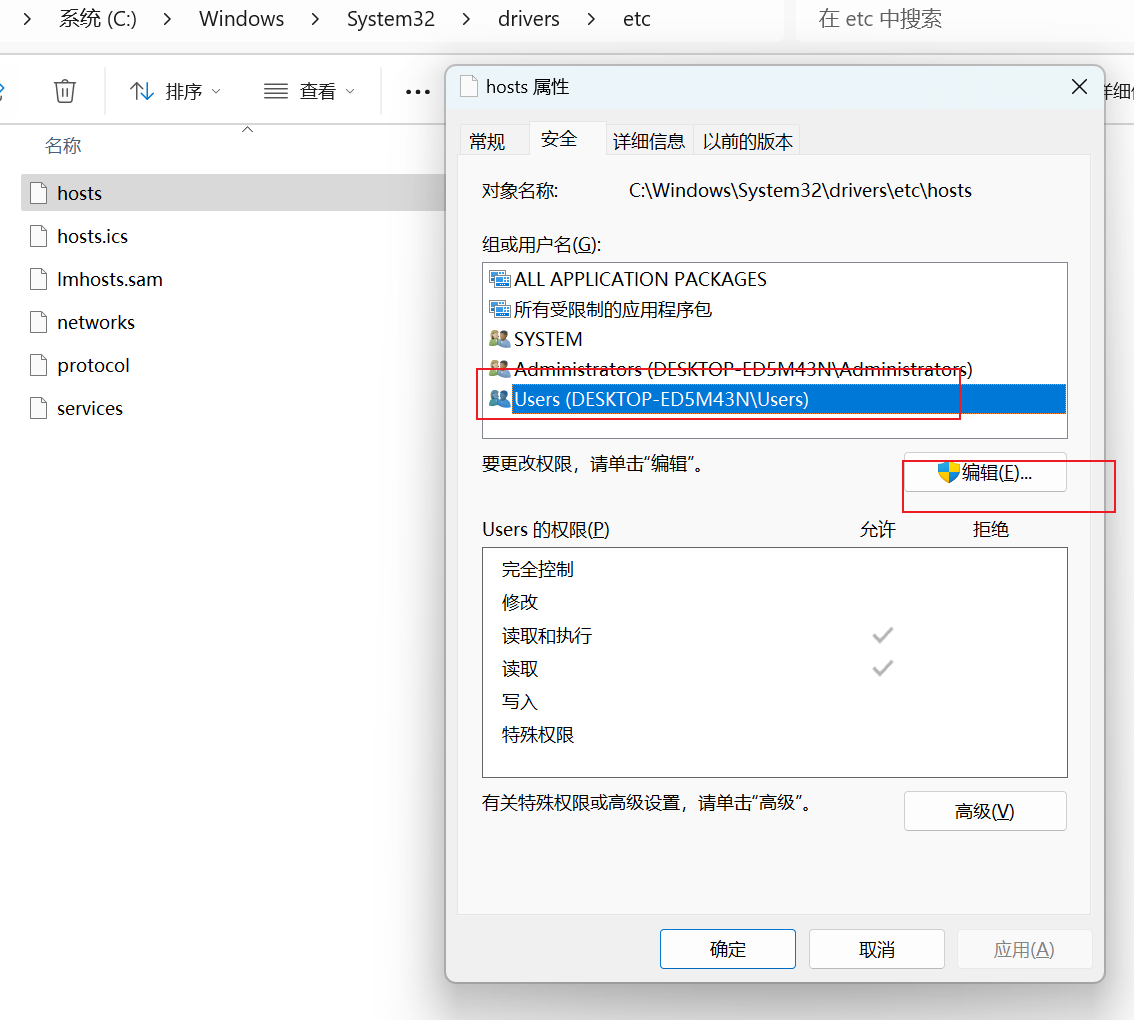 系统 (C:) Windows System32 drivers etc 在 etc 中搜索
排序 查看
名称
hosts
hosts.ics
lmhosts.sam
networks
protocol
services
hosts 属性
常规 安全 详细信息 以前的版本
对象名称: C:\Windows\System32\drivers\etc\hosts
组或用户名(G):
ALL APPLICATION PACKAGES
所有受限制的应用程序包
SYSTEM
Administrators (DESKTOP-ED5M43N\Administrators)
Users (DESKTOP-ED5M43N\Users)
要更改权限，请单击“编辑”。
编辑(E)...
Users 的权限(P) 允许 拒绝
完全控制
修改
读取和执行
读取
写入
特殊权限
有关特殊权限或高级设置，请单击“高级”。
高级(V)
确定 取消 应用(A)